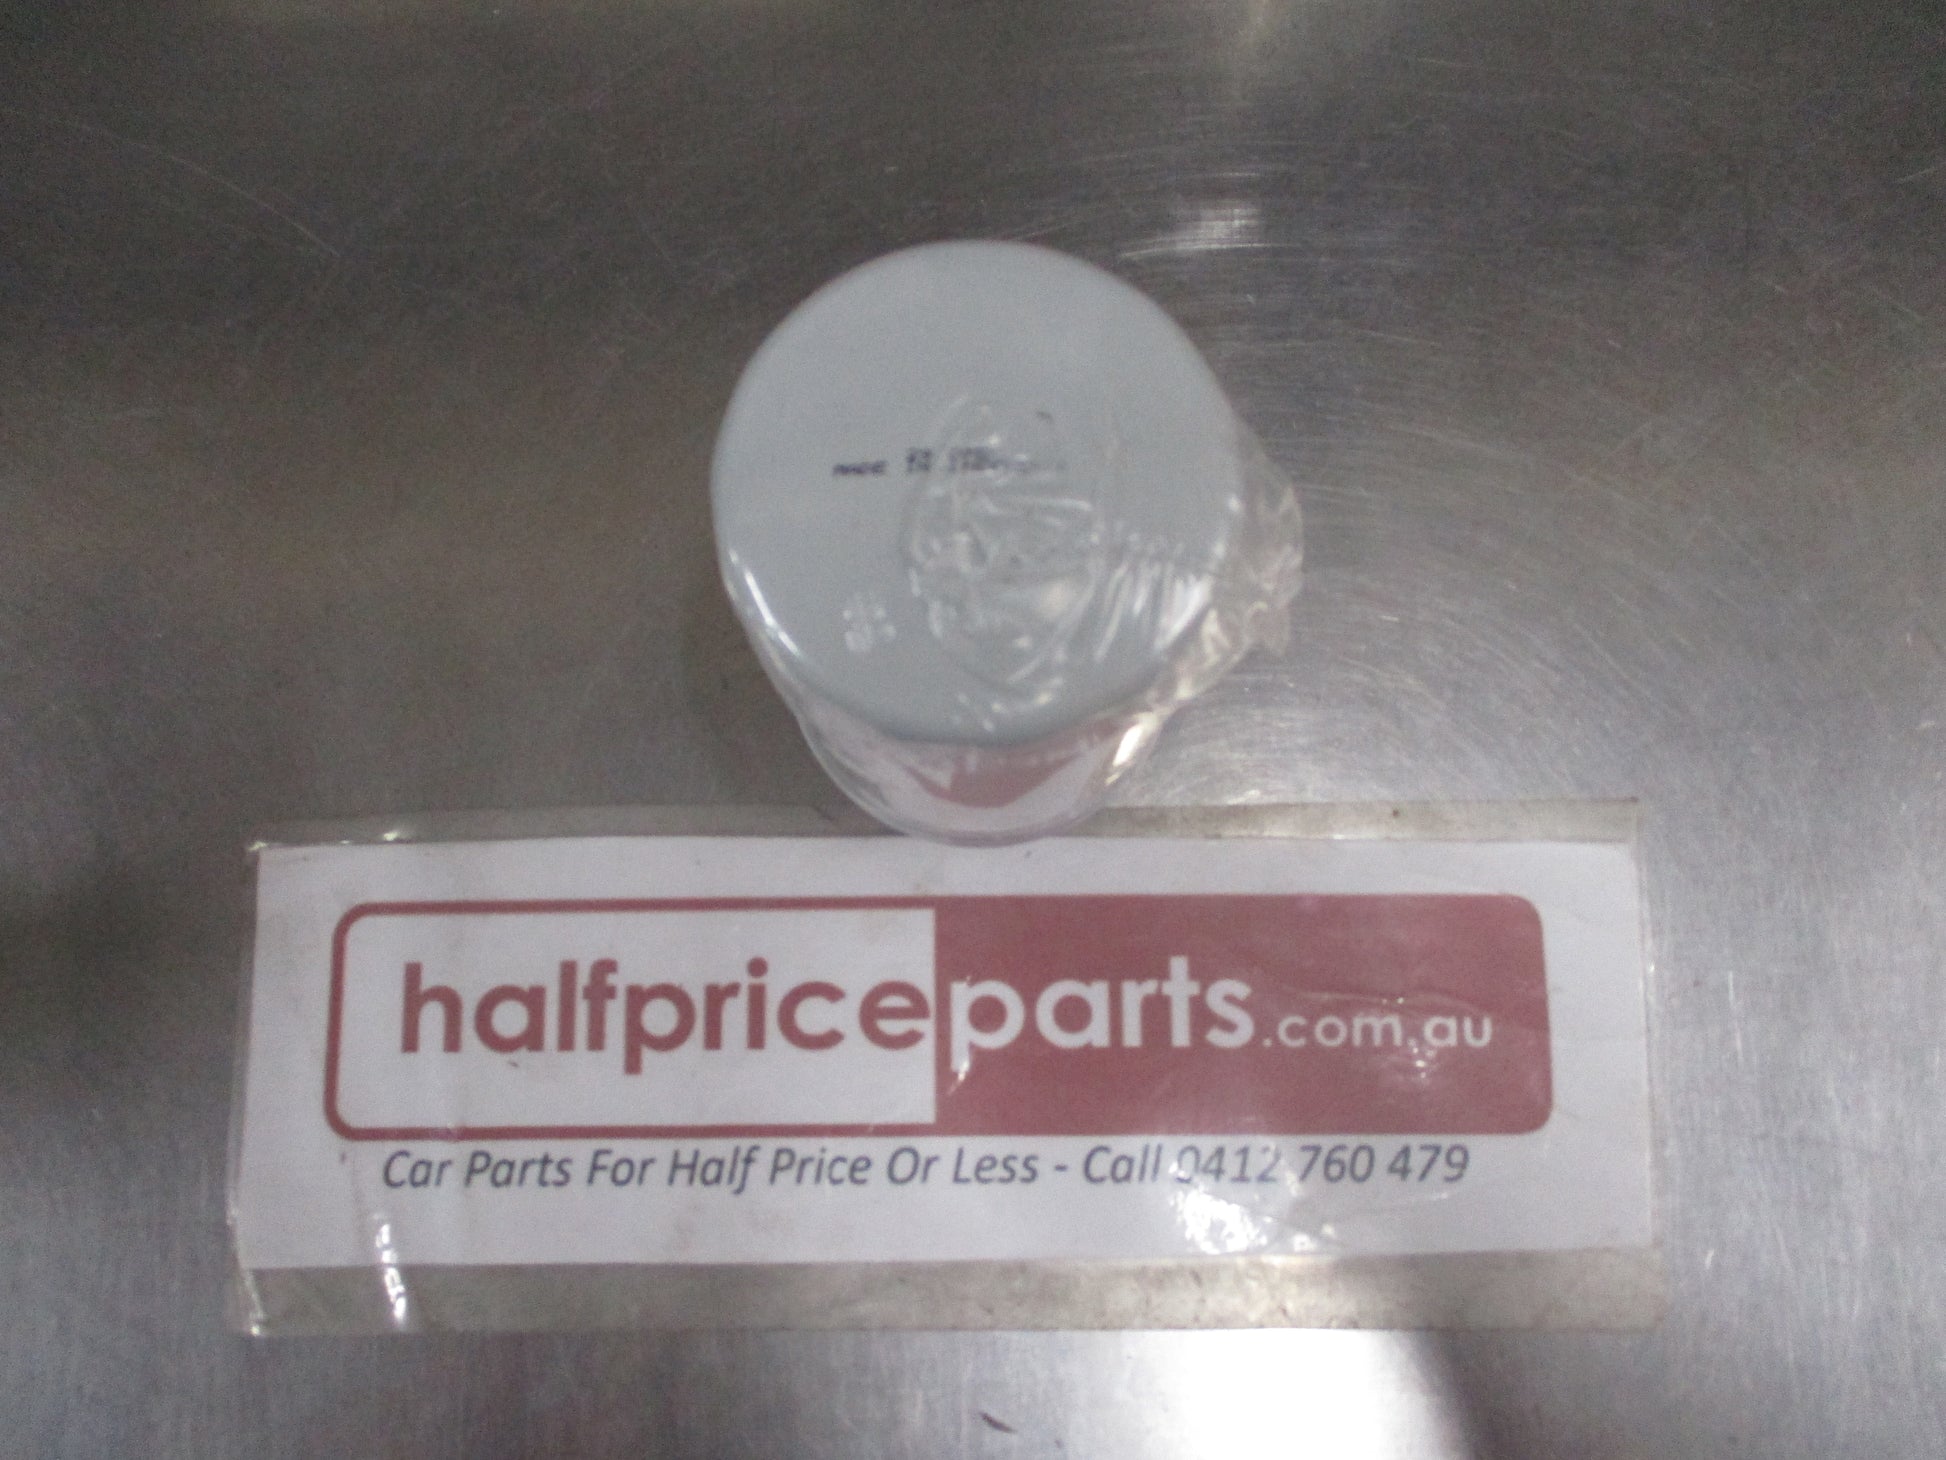 halfpriceparts.com.au
Car Parts For Half Price Or Less - Call 0412 760 479